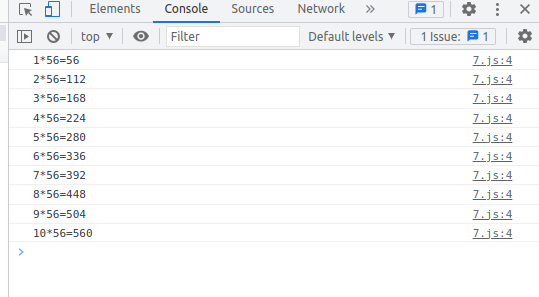 Elements Console Sources Network » 1
top ▼ Filter Default levels ▼ 1 Issue: 1
1*56=56 7.js:4
2*56=112 7.js:4
3*56=168 7.js:4
4*56=224 7.js:4
5*56=280 7.js:4
6*56=336 7.js:4
7*56=392 7.js:4
8*56=448 7.js:4
9*56=504 7.js:4
10*56=560 7.js:4
>